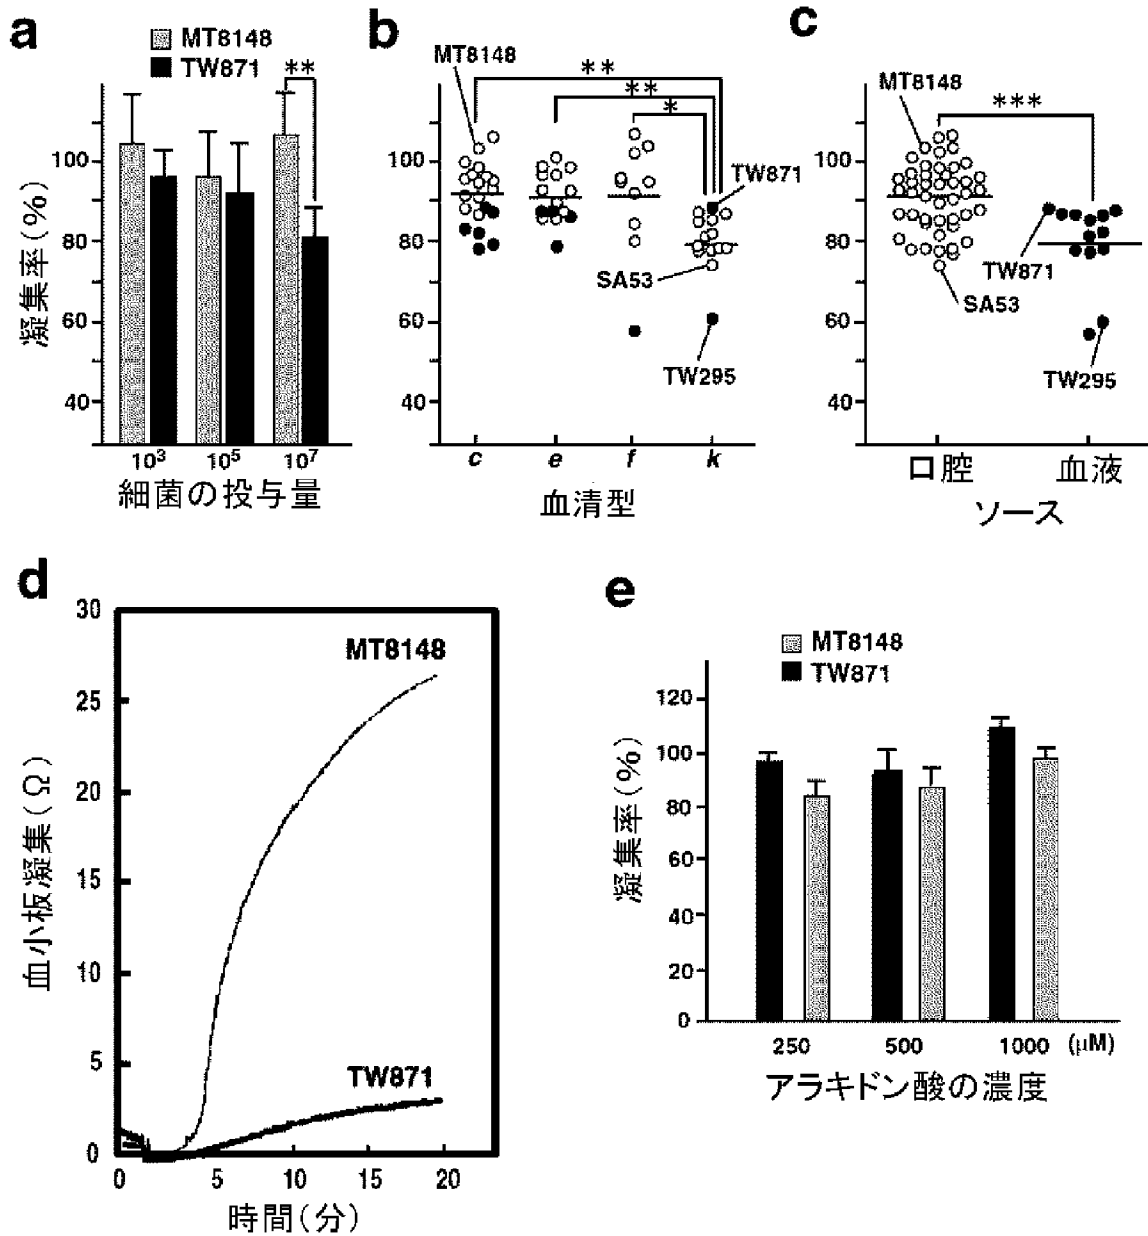 a
MT8148
TW871
**
凝集率(%)
100
80
60
40
10³
10⁵
10⁷
細菌の投与量
b
MT8148
**
**
*
TW871
SA53
TW295
100
80
60
40
c
e
f
k
血清型
c
MT8148
***
TW871
SA53
TW295
100
80
60
40
口腔
血液
ソース
d
30
25
20
15
10
5
0
MT8148
TW871
血小板凝集(Ω)
0
5
10
15
20
時間(分)
e
MT8148
TW871
凝集率(%)
120
100
80
60
40
20
0
250
500
1000
(μM)
アラキドン酸の濃度